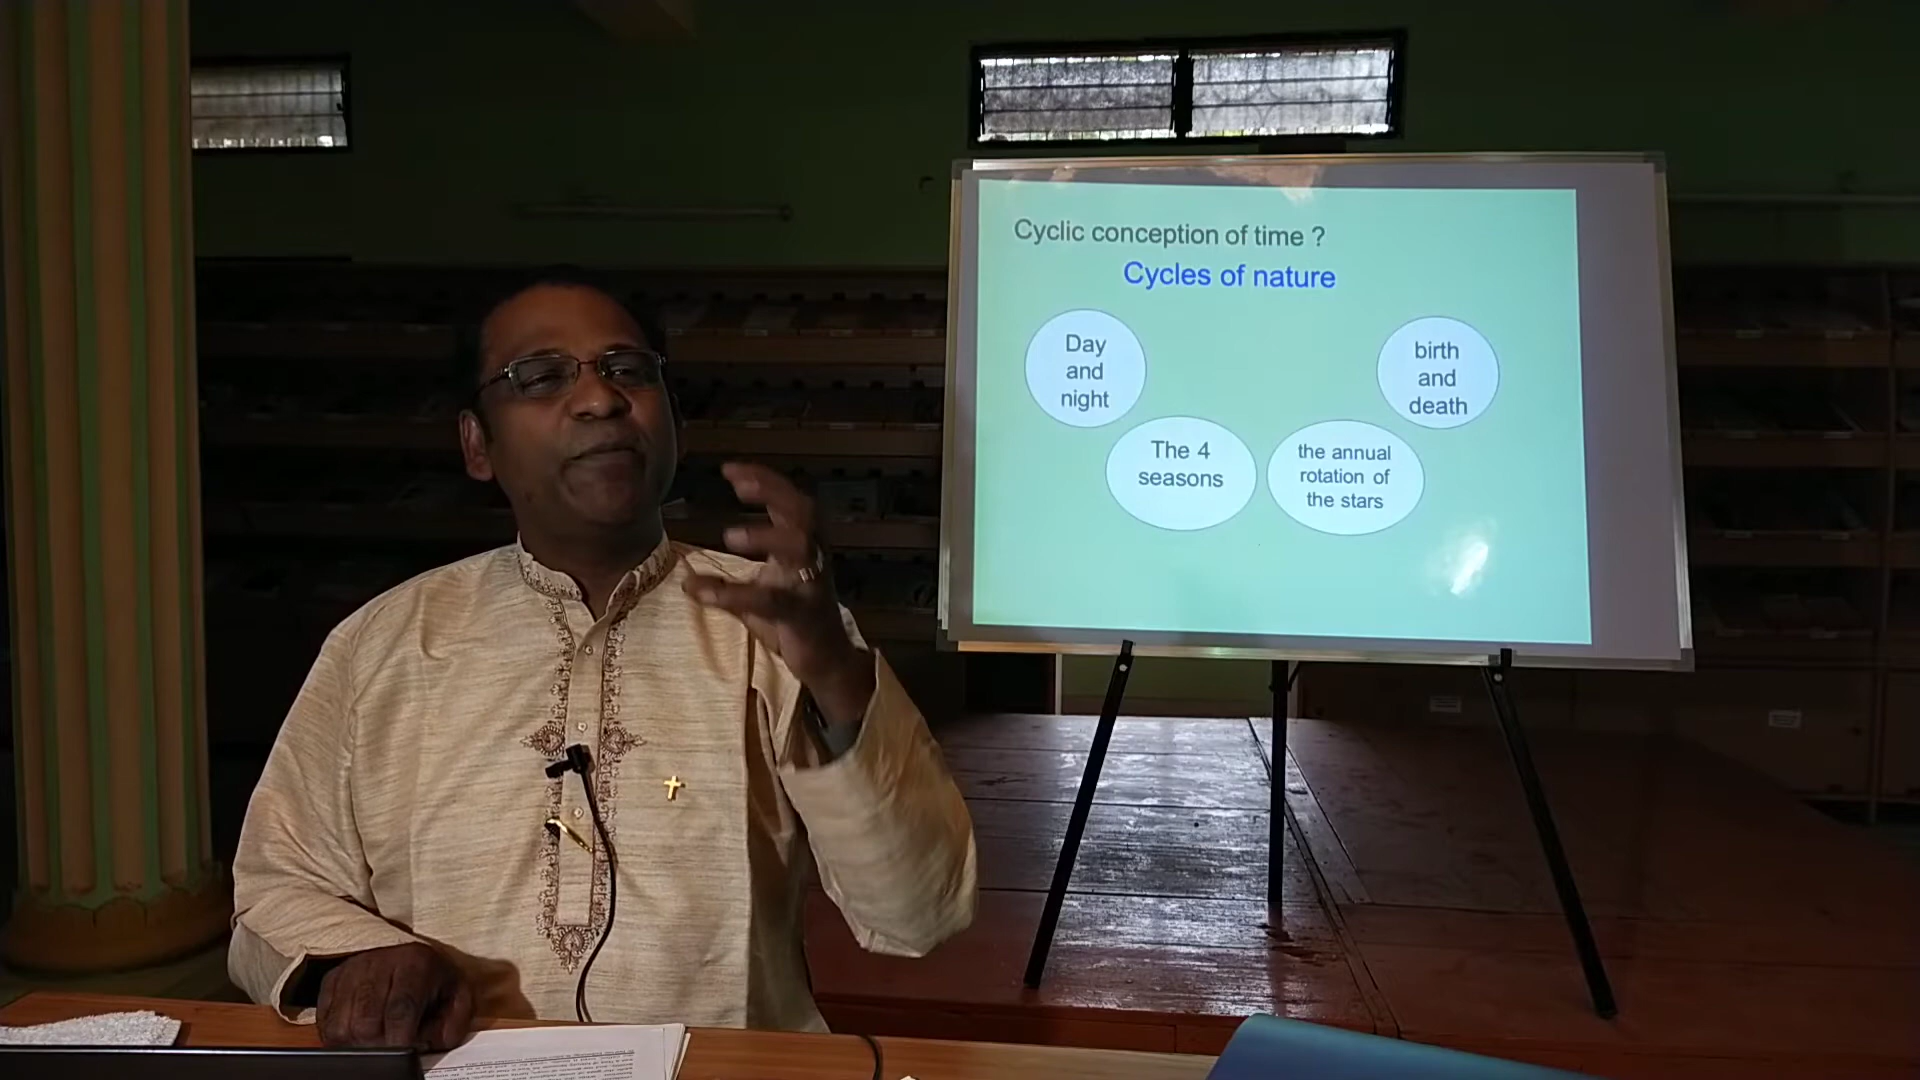 Cyclic conception of time ?
Cycles of nature
Day
and
night
birth
and
death
The 4
seasons
the annual
rotation of
the stars